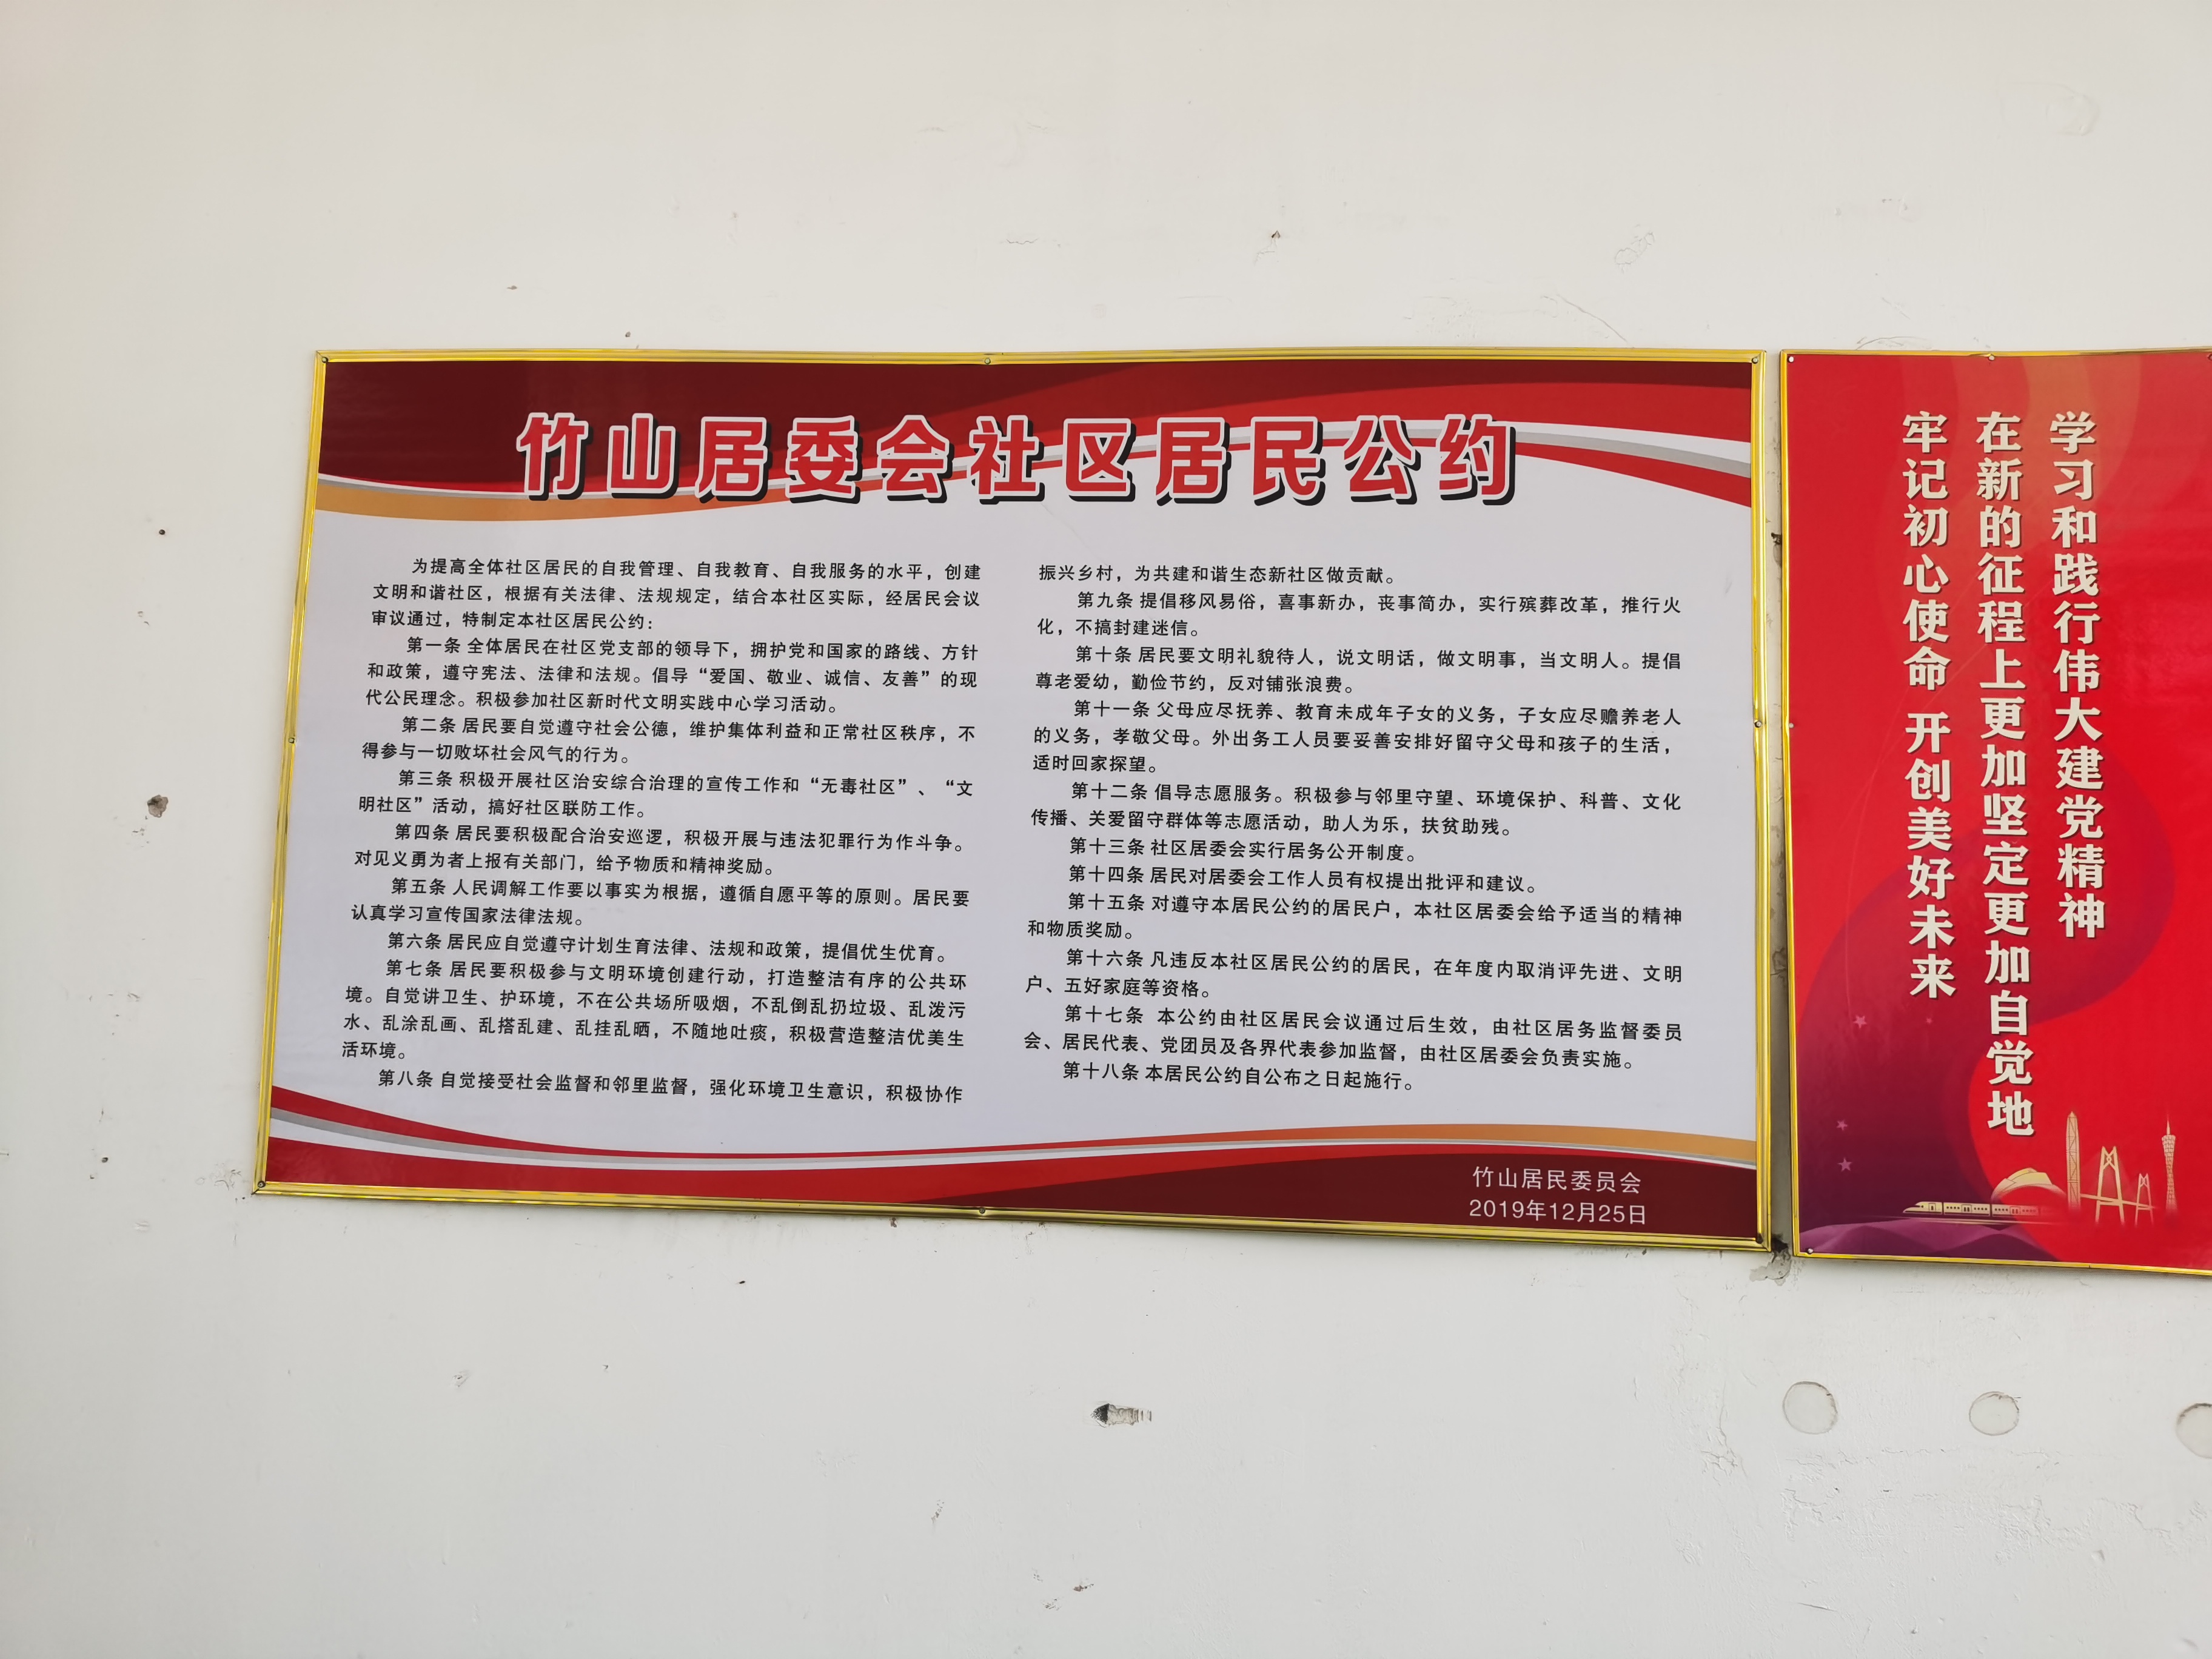 竹山居委会社区居民公约
为提高全体社区居民的自我管理、自我教育、自我服务的水平，创建
文明和谐社区，根据有关法律、法规规定，结合本社区实际，经居民会议
审议通过，特制定本社区居民公约：
第一条 全体居民在社区党支部的领导下，拥护党和国家的路线、方针
和政策，遵守宪法、法律和法规。倡导“爱国、敬业、诚信、友善”的现
代公民理念。积极参加社区新时代文明实践中心学习活动。
第二条 居民要自觉遵守社会公德，维护集体利益和正常社区秩序，不
得参与一切败坏社会风气的行为。
第三条 积极开展社区治安综合治理的宣传工作和“无毒社区”、“文
明社区”活动，搞好社区联防工作。
第四条 居民要积极配合治安巡逻，积极开展与违法犯罪行为作斗争。
对见义勇为者上报有关部门，给予物质和精神奖励。
第五条 人民调解工作要以事实为根据，遵循自愿平等的原则。居民要
认真学习宣传国家法律法规。
第六条 居民应自觉遵守计划生育法律、法规和政策，提倡优生优育。
第七条 居民要积极参与文明环境创建行动，打造整洁有序的公共环
境。自觉讲卫生、护环境，不在公共场所吸烟，不乱倒乱扔垃圾、乱泼污
水、乱涂乱画、乱搭乱建、乱挂乱晒，不随地吐痰，积极营造整洁优美生
活环境。
第八条 自觉接受社会监督和邻里监督，强化环境卫生意识，积极协作
振兴乡村，为共建和谐生态新社区做贡献。
第九条 提倡移风易俗，喜事新办，丧事简办，实行殡葬改革，推行火
化，不搞封建迷信。
第十条 居民要文明礼貌待人，说文明话，做文明事，当文明人。提倡
尊老爱幼，勤俭节约，反对铺张浪费。
第十一条 父母应尽抚养、教育未成年子女的义务，子女应尽赡养老人
的义务，孝敬父母。外出务工人员要妥善安排好留守父母和孩子的生活，
适时回家探望。
第十二条 倡导志愿服务。积极参与邻里守望、环境保护、科普、文化
传播、关爱留守群体等志愿活动，助人为乐，扶贫助残。
第十三条 社区居委会实行居务公开制度。
第十四条 居民对居委会工作人员有权提出批评和建议。
第十五条 对遵守本居民公约的居民户，本社区居委会给予适当的精神
和物质奖励。
第十六条 凡违反本社区居民公约的居民，在年度内取消评先进、文明
户、五好家庭等资格。
第十七条 本公约由社区居民会议通过后生效，由社区居务监督委员
会、居民代表、党团员及各界代表参加监督，由社区居委会负责实施。
第十八条 本居民公约自公布之日起施行。
竹山居民委员会
2019年12月25日
学习和践行伟大建党精神
在新的征程上更加坚定更加自觉地
牢记初心使命 开创美好未来